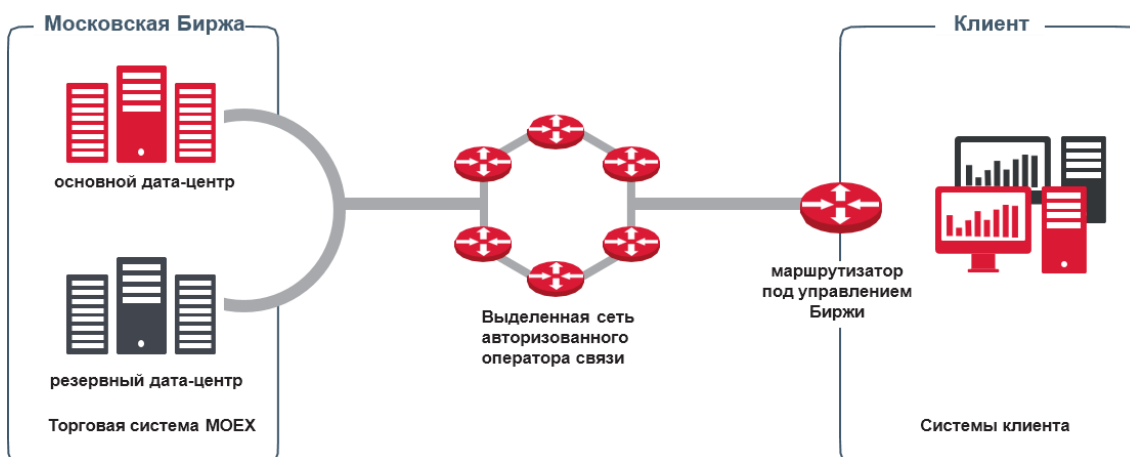 Московская Биржа
Клиент
основной дата-центр
маршрутизатор
под управлением
Биржи
Выделенная сеть
авторизованного
оператора связи
резервный дата-центр
Торговая система MOEX
Системы клиента